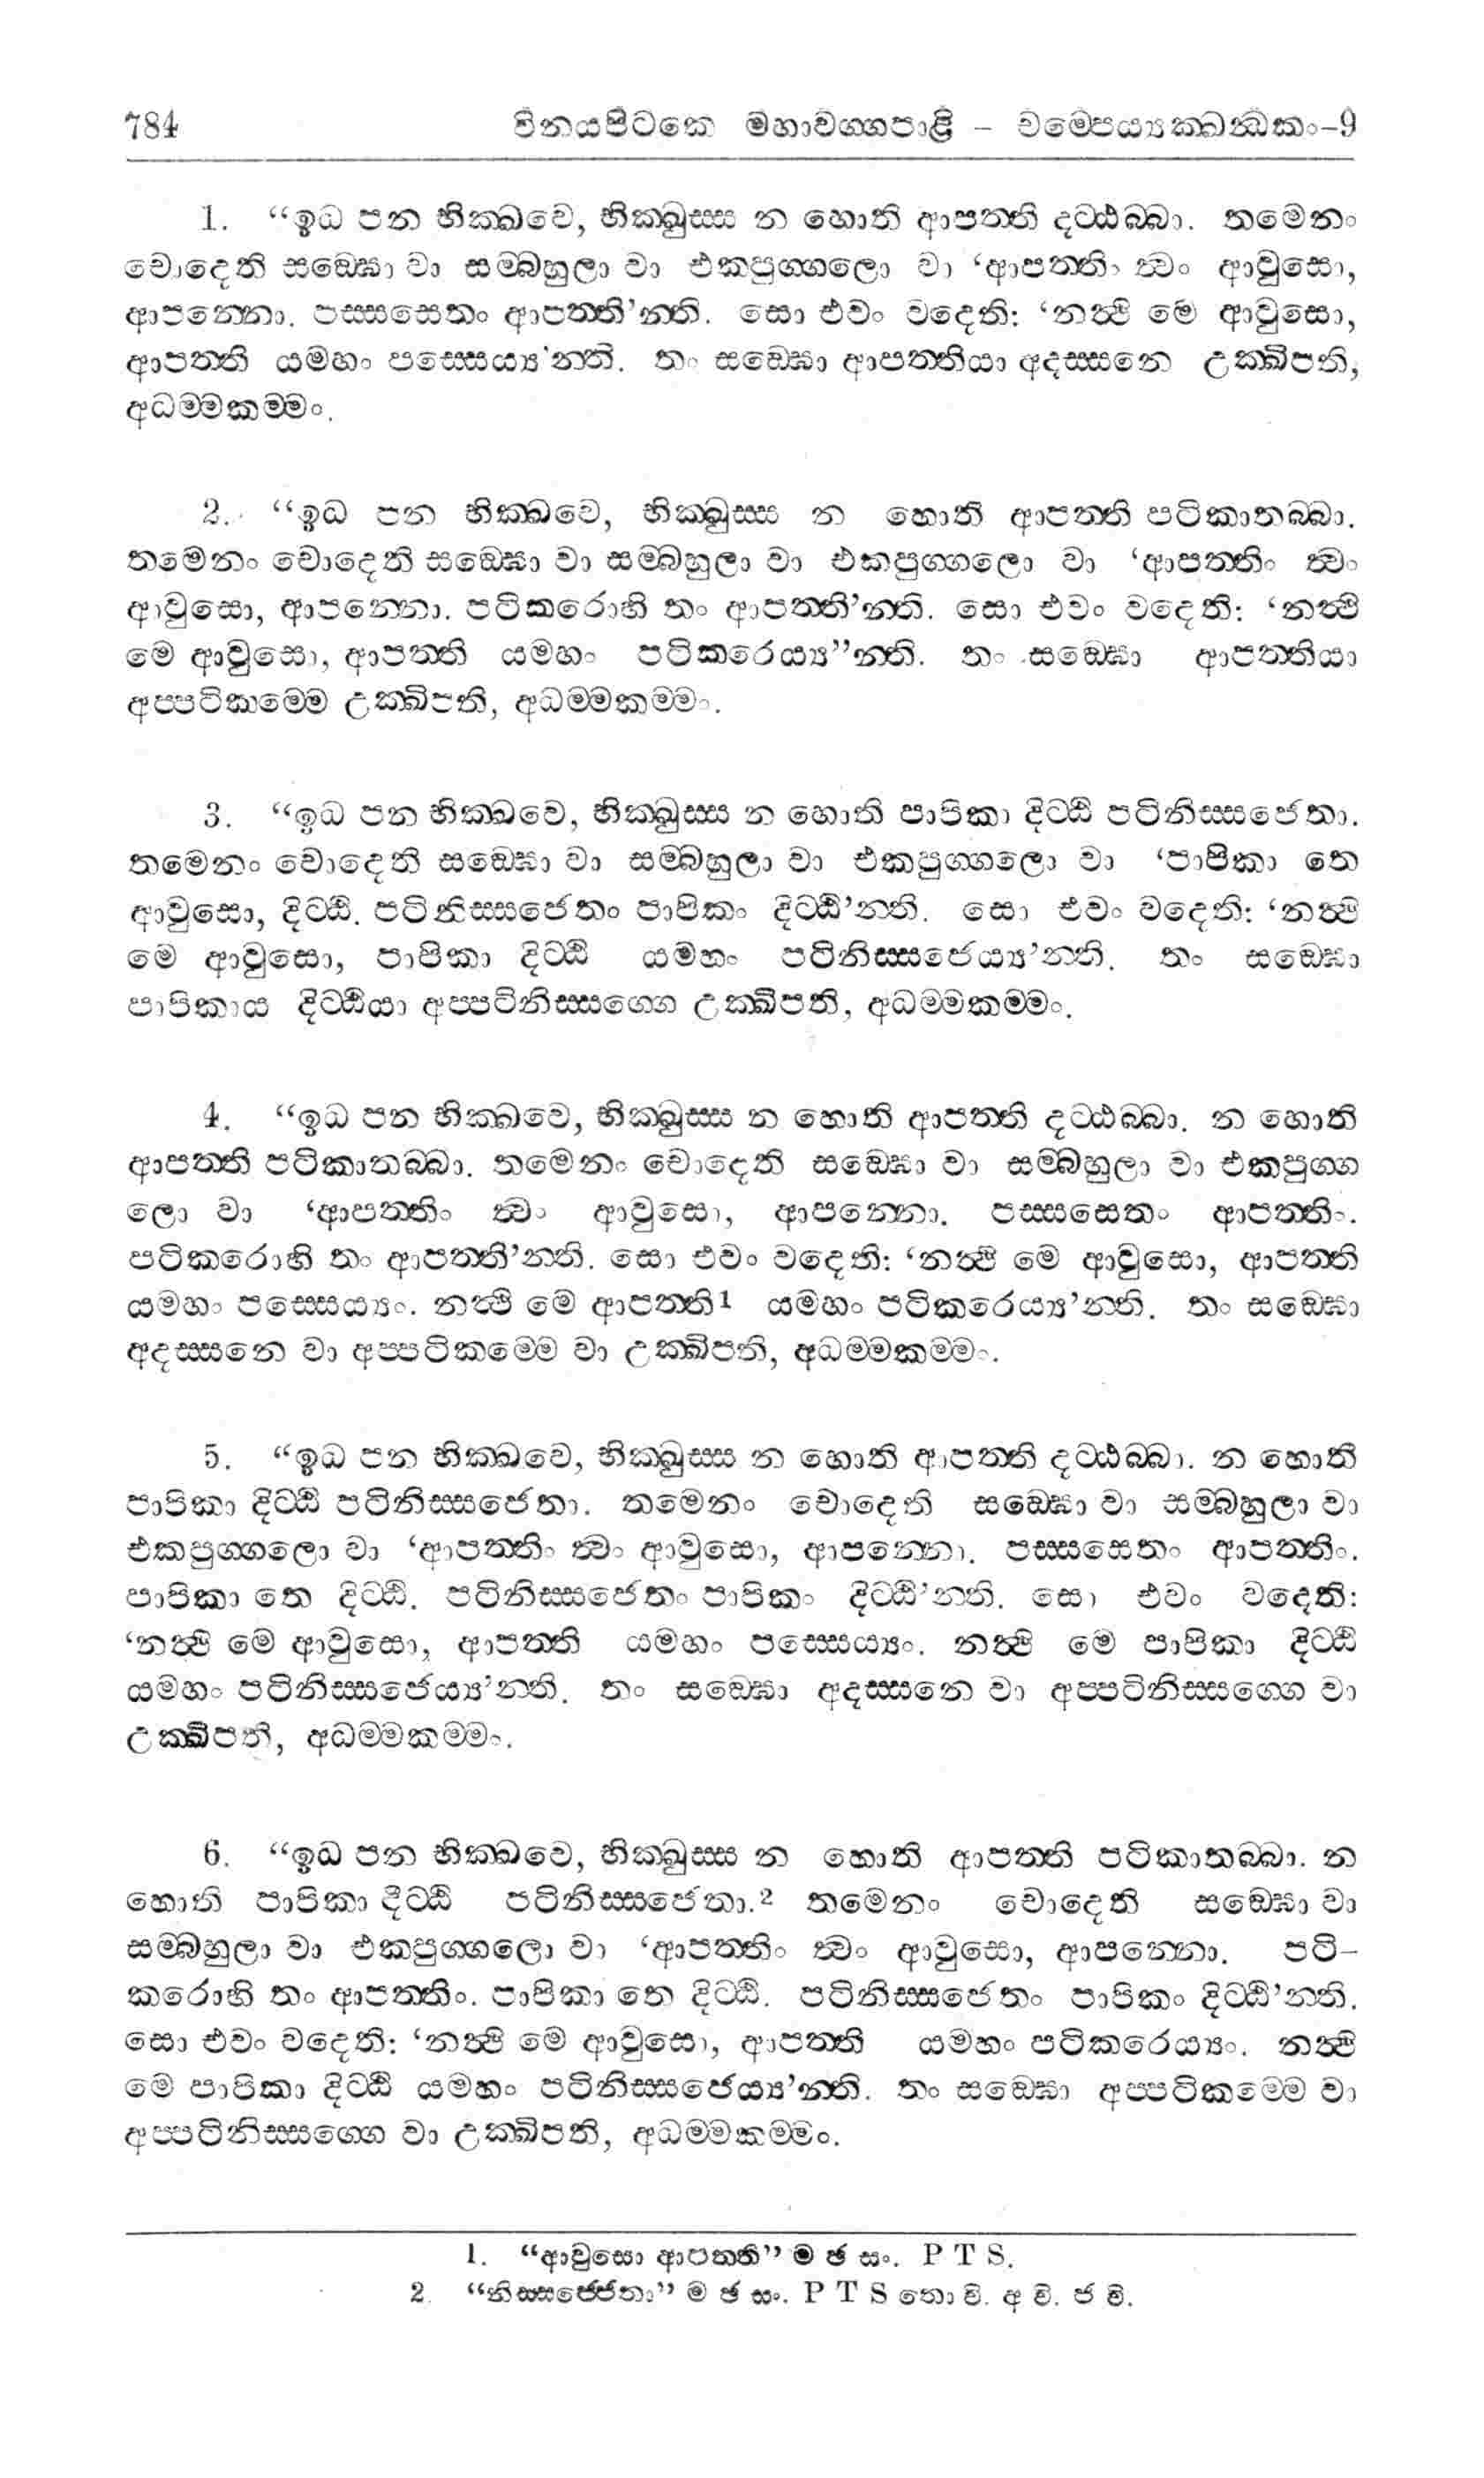 784 විනයපිටකෙ මහාවග්ගපාළි – චම්පෙය්‍යක්ඛන්ධකං–9
1. “ඉධ පන භික්ඛවෙ, භික්ඛුස්ස න හොති ආපත්ති දට්ඨබ්බා. තමෙනං
චොදෙති සඞ්ඝො වා සම්බහුලා වා එකපුග්ගලො වා ‘ආපත්තිං ත්‍වං ආවුසො,
ආපන්නො. පස්සසෙතං ආපත්ති’න්ති. සො එවං වදෙති: ‘නත්‍ථි මෙ ආවුසො,
ආපත්ති යමහං පස්සෙය්‍ය’න්ති. තං සඞ්ඝො ආපත්තියා අදස්සනෙ උක්ඛිපති,
අධම්මකම්මං.
2. “ඉධ පන භික්ඛවෙ, භික්ඛුස්ස න හොති ආපත්ති පටිකාතබ්බා.
තමෙනං චොදෙති සඞ්ඝො වා සම්බහුලා වා එකපුග්ගලො වා ‘ආපත්තිං ත්‍වං
ආවුසො, ආපන්නො. පටිකරොහි තං ආපත්ති’න්ති. සො එවං වදෙති: ‘නත්‍ථි
මෙ ආවුසො, ආපත්ති යමහං පටිකරෙය්‍ය”න්ති. තං සඞ්ඝො ආපත්තියා
අප්පටිකම්මෙ උක්ඛිපති, අධම්මකම්මං.
3. “ඉධ පන භික්ඛවෙ, භික්ඛුස්ස න හොති පාපිකා දිට්ඨි පටිනිස්සජෙතා.
තමෙනං චොදෙති සඞ්ඝො වා සම්බහුලා වා එකපුග්ගලො වා ‘පාපිකා තෙ
ආවුසො, දිට්ඨි. පටිනිස්සජෙතං පාපිකං දිට්ඨි’න්ති. සො එවං වදෙති: ‘නත්‍ථි
මෙ ආවුසො, පාපිකා දිට්ඨි යමහං පටිනිස්සජෙය්‍ය’න්ති. තං සඞ්ඝො
පාපිකාය දිට්ඨියා අප්පටිනිස්සග්ගෙ උක්ඛිපති, අධම්මකම්මං.
4. “ඉධ පන භික්ඛවෙ, භික්ඛුස්ස න හොති ආපත්ති දට්ඨබ්බා. න හොති
ආපත්ති පටිකාතබ්බා. තමෙනං චොදෙති සඞ්ඝො වා සම්බහුලා වා එකපුග්ග
ලො වා ‘ආපත්තිං ත්‍වං ආවුසො, ආපන්නො. පස්සසෙතං ආපත්තිං.
පටිකරොහි තං ආපත්ති’න්ති. සො එවං වදෙති: ‘නත්‍ථි මෙ ආවුසො, ආපත්ති
යමහං පස්සෙය්‍යං. නත්‍ථි මෙ ආපත්ති1 යමහං පටිකරෙය්‍ය’න්ති. තං සඞ්ඝො
අදස්සනෙ වා අප්පටිකම්මෙ වා උක්ඛිපති, අධම්මකම්මං.
5. “ඉධ පන භික්ඛවෙ, භික්ඛුස්ස න හොති ආපත්ති දට්ඨබ්බා. න හොති
පාපිකා දිට්ඨි පටිනිස්සජෙතා. තමෙනං චොදෙති සඞ්ඝො වා සම්බහුලා වා
එකපුග්ගලො වා ‘ආපත්තිං ත්‍වං ආවුසො, ආපන්නො. පස්සසෙතං ආපත්තිං.
පාපිකා තෙ දිට්ඨි. පටිනිස්සජෙතං පාපිකං දිට්ඨි’න්ති. සො එවං වදෙති:
‘නත්‍ථි මෙ ආවුසො, ආපත්ති යමහං පස්සෙය්‍යං. නත්‍ථි මෙ පාපිකා දිට්ඨි
යමහං පටිනිස්සජෙය්‍ය’න්ති. තං සඞ්ඝො අදස්සනෙ වා අප්පටිනිස්සග්ගෙ වා
උක්ඛිපති, අධම්මකම්මං.
6. “ඉධ පන භික්ඛවෙ, භික්ඛුස්ස න හොති ආපත්ති පටිකාතබ්බා. න
හොති පාපිකා දිට්ඨි පටිනිස්සජෙතා.2 තමෙනං චොදෙති සඞ්ඝො වා
සම්බහුලා වා එකපුග්ගලො වා ‘ආපත්තිං ත්‍වං ආවුසො, ආපන්නො. පටි–
කරොහි තං ආපත්තිං. පාපිකා තෙ දිට්ඨි. පටිනිස්සජෙතං පාපිකං දිට්ඨි’න්ති.
සො එවං වදෙති: ‘නත්‍ථි මෙ ආවුසො, ආපත්ති යමහං පටිකරෙය්‍යං. නත්‍ථි
මෙ පාපිකා දිට්ඨි යමහං පටිනිස්සජෙය්‍ය’න්ති. තං සඞ්ඝො අප්පටිකම්මෙ වා
අප්පටිනිස්සග්ගෙ වා උක්ඛිපති, අධම්මකම්මං.
1. “ආවුසො ආපත්ති” ම ඡ සං. P T S.
2. “නිස්සජ්ජෙතා” ම ඡ සං. P T S තො වි. අ වි. ජ වි.